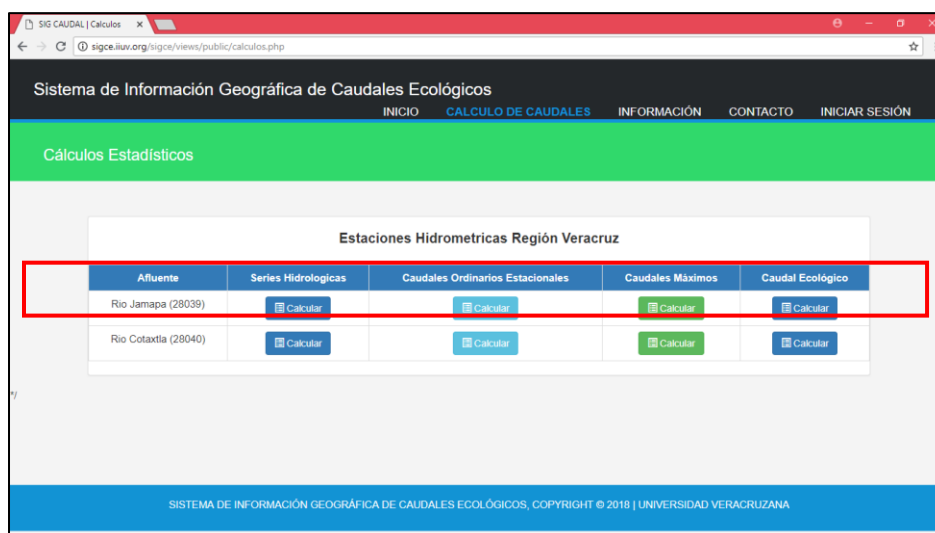 SIG CAUDAL | Calculos
sigce.iiuv.org/sigce/views/public/calculos.php
Sistema de Información Geográfica de Caudales Ecológicos
INICIO CALCULO DE CAUDALES INFORMACIÓN CONTACTO INICIAR SESIÓN
Cálculos Estadísticos
Estaciones Hidrometricas Región Veracruz
Afluente Series Hidrologicas Caudales Ordinarios Estacionales Caudales Máximos Caudal Ecológico
Rio Jamapa (28039) Calcular Calcular Calcular Calcular
Rio Cotaxtla (28040) Calcular Calcular Calcular Calcular
*/
SISTEMA DE INFORMACIÓN GEOGRÁFICA DE CAUDALES ECOLÓGICOS, COPYRIGHT © 2018 | UNIVERSIDAD VERACRUZANA